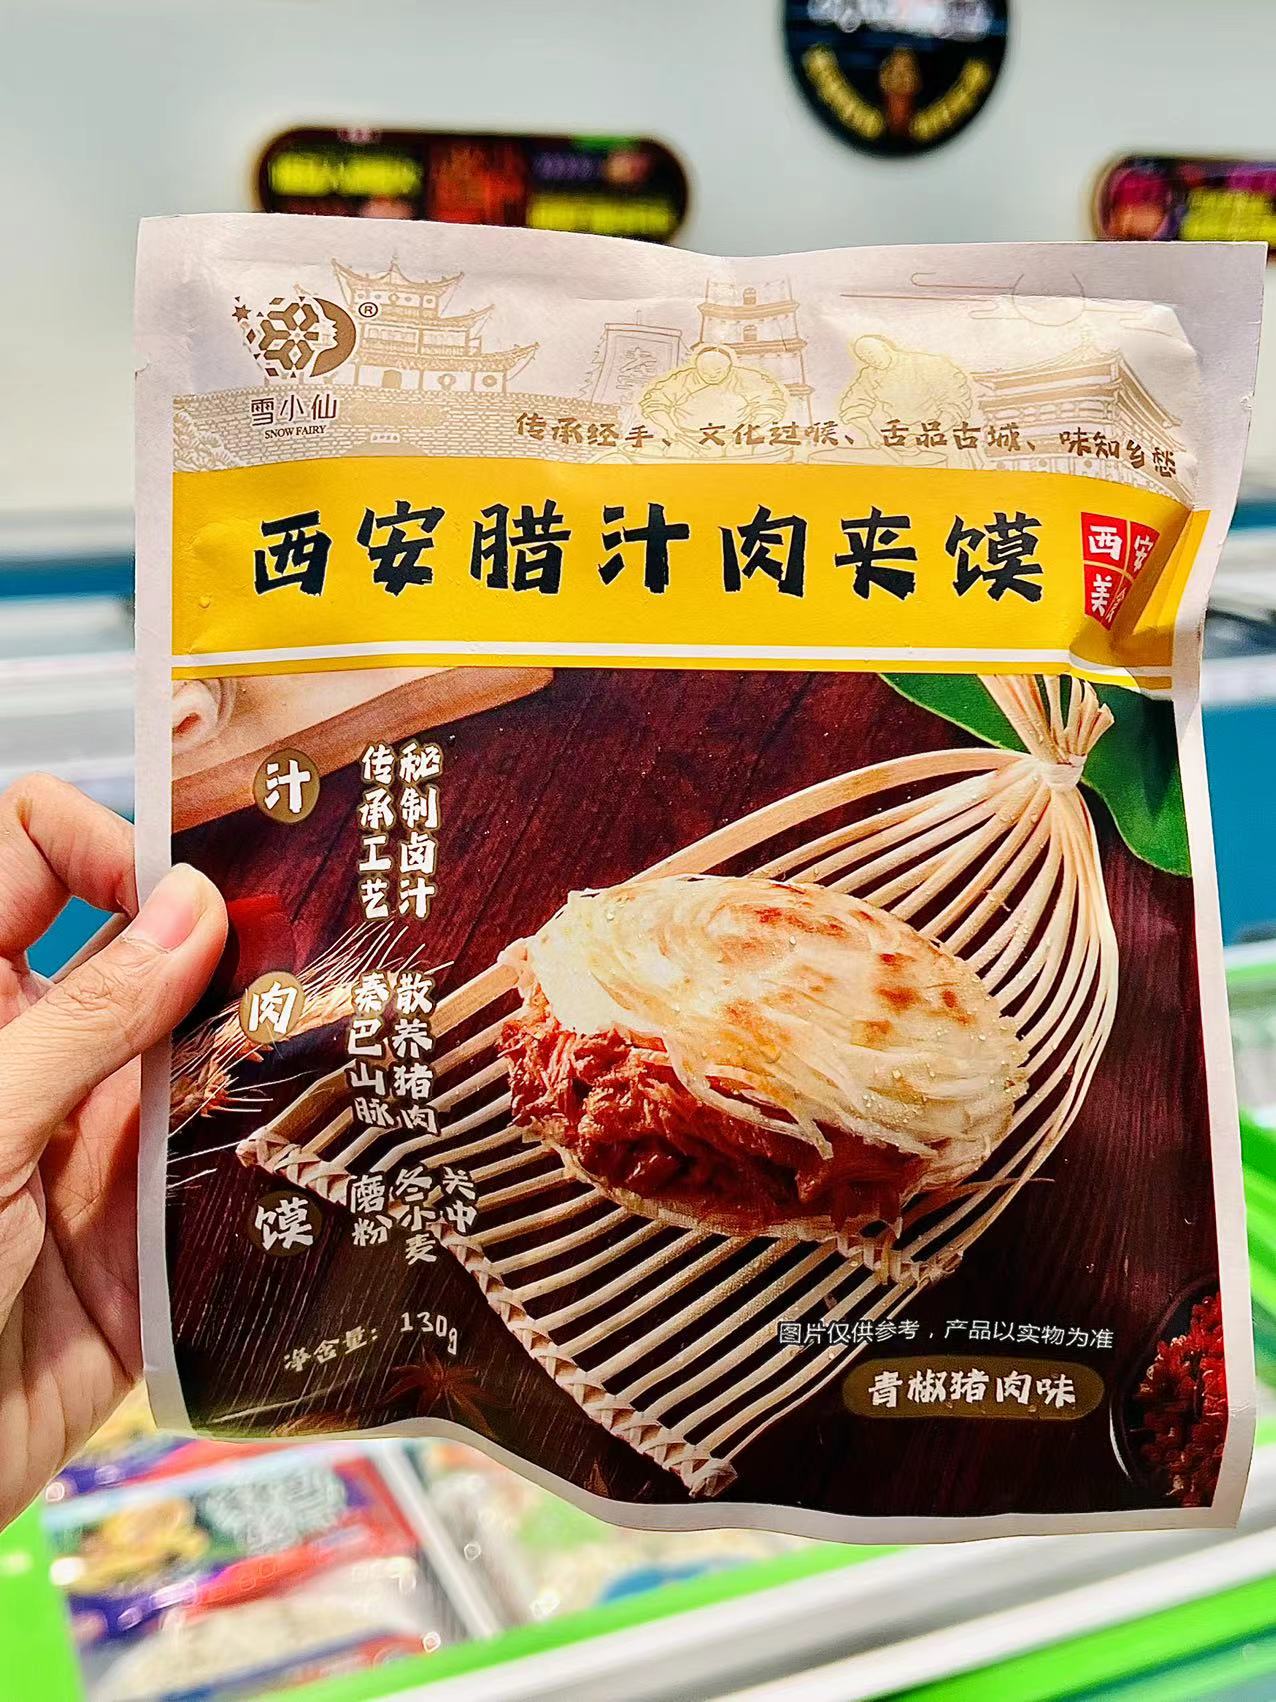 雪小仙
SNOW FAIRY
传承经手、文化过喉、舌品古城、味知乡愁
西安腊汁肉夹馍
西安
美食
汁
秘制卤汁
传承工艺
肉
散养猪肉
秦巴山脉
馍
关中
冬小麦
磨粉
净含量：130g
图片仅供参考，产品以实物为准
青椒猪肉味